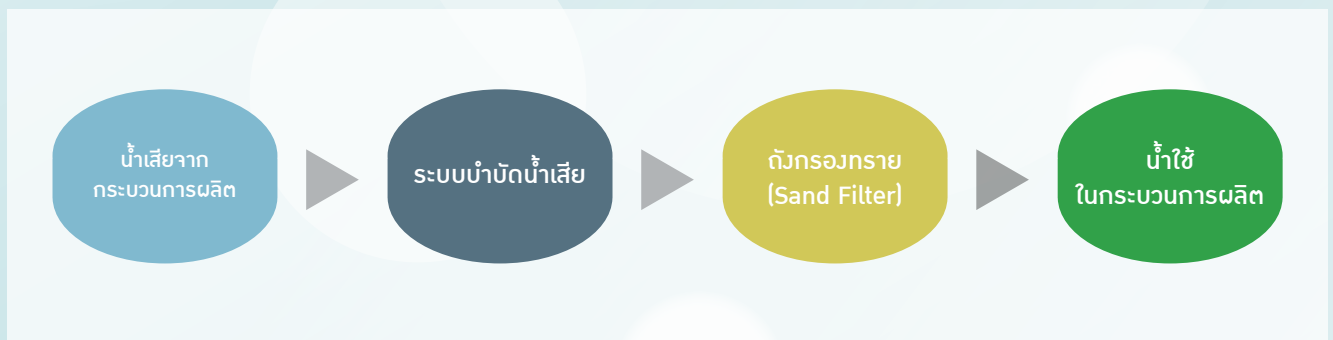 น้ำเสียจาก
กระบวนการผลิต
ระบบบำบัดน้ำเสีย
ถังกรองทราย
(Sand Filter)
น้ำใช้
ในกระบวนการผลิต